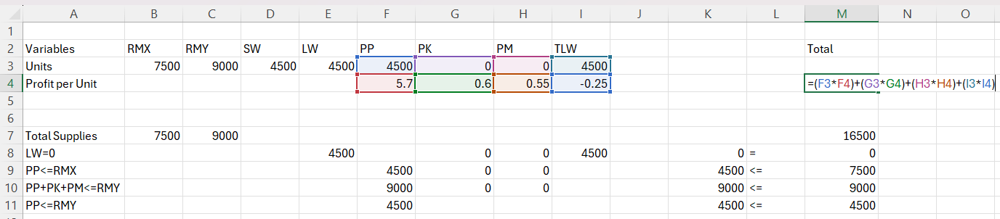 A B C D E F G H I J K L M N O
1
2 Variables RMX RMY SW LW PP PK PM TLW Total
3 Units 7500 9000 4500 4500 4500 0 0 4500
4 Profit per Unit 5.7 0.6 0.55 -0.25 =(F3*F4)+(G3*G4)+(H3*H4)+(I3*I4)
5
6
7 Total Supplies 7500 9000 16500
8 LW=0 4500 0 0 4500 0 = 0
9 PP<=RMX 4500 0 0 4500 <= 7500
10 PP+PK+PM<=RMY 9000 0 0 9000 <= 9000
11 PP<=RMY 4500 4500 <= 4500